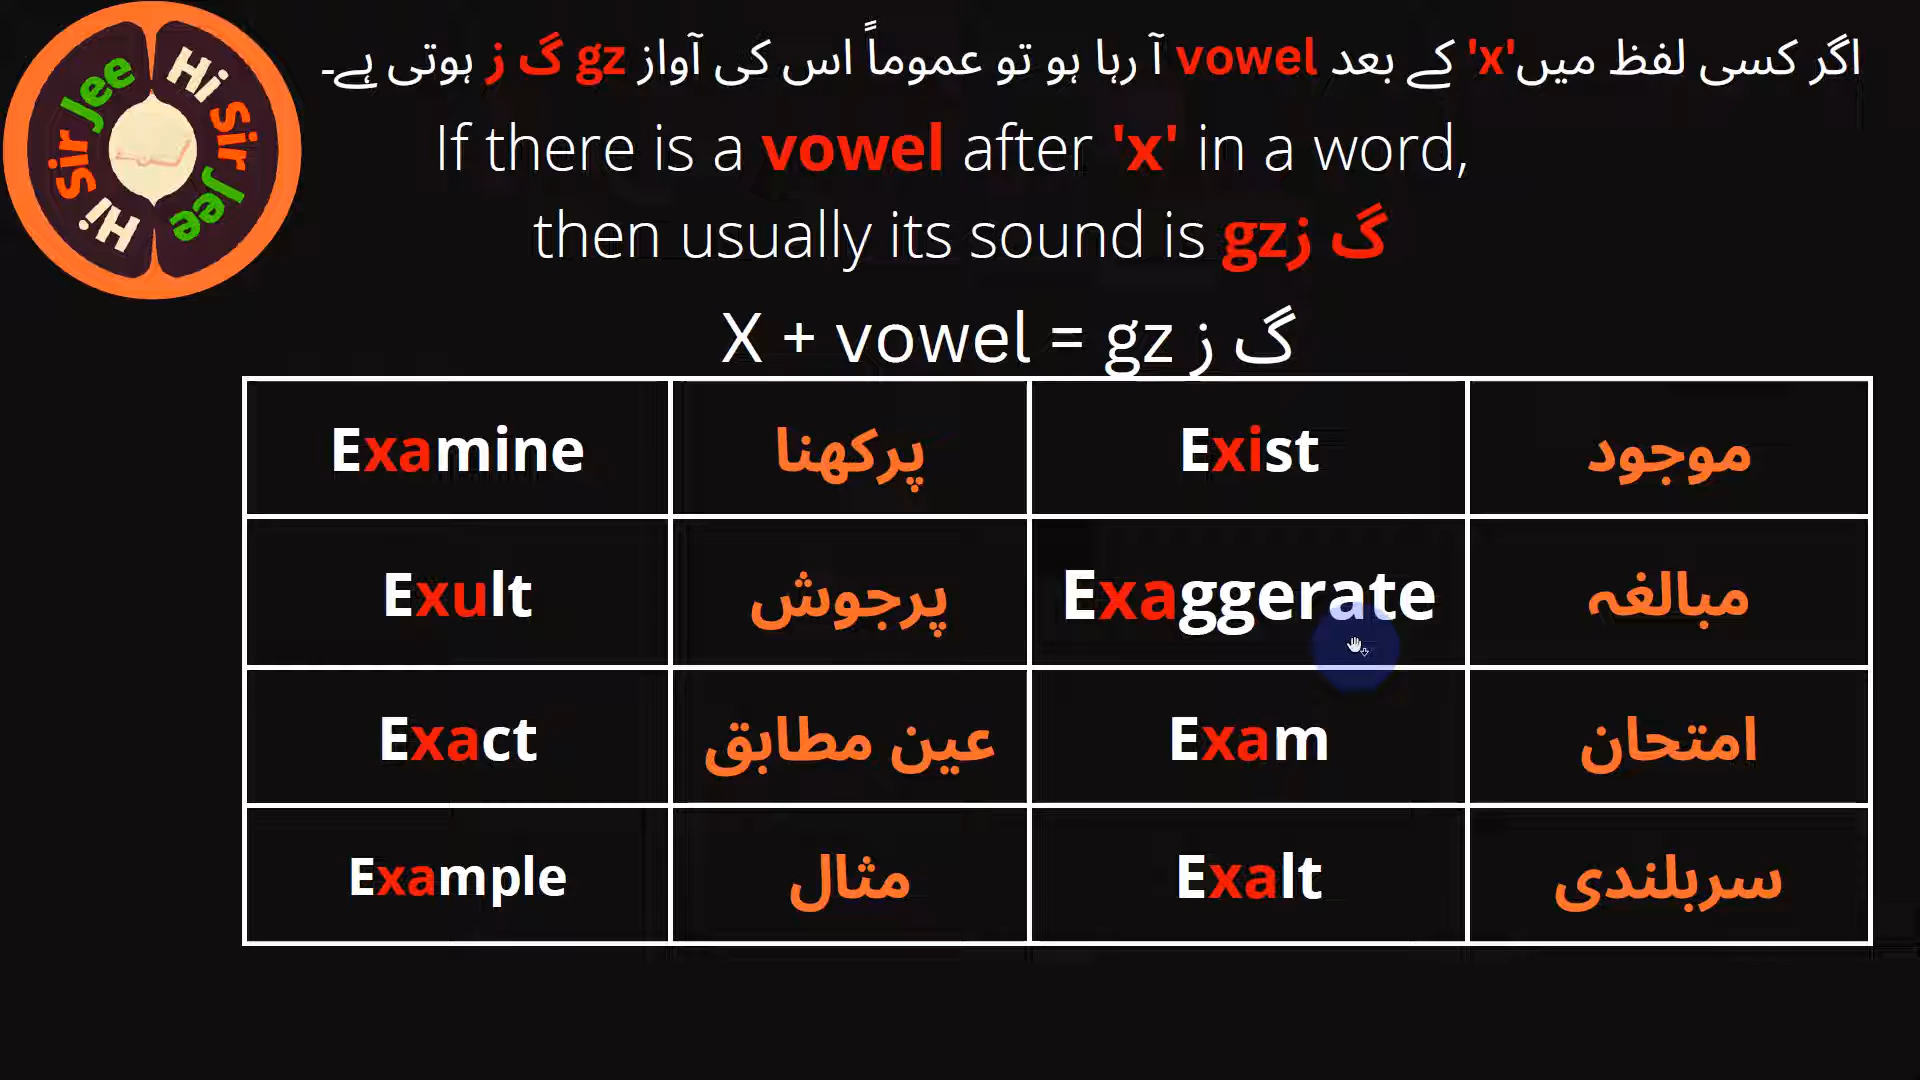 Hi Sir Jee
Hi Sir Jee
اگر کسی لفظ میں'x' کے بعد vowel آ رہا ہو تو عموماً اس کی آواز gz گ ز ہوتی ہے۔
If there is a vowel after 'x' in a word,
then usually its sound is gz گ ز
X + vowel = gz گ ز
Examine پرکھنا Exist موجود
Exult پرجوش Exaggerate مبالغہ
Exact عین مطابق Exam امتحان
Example مثال Exalt سربلندی